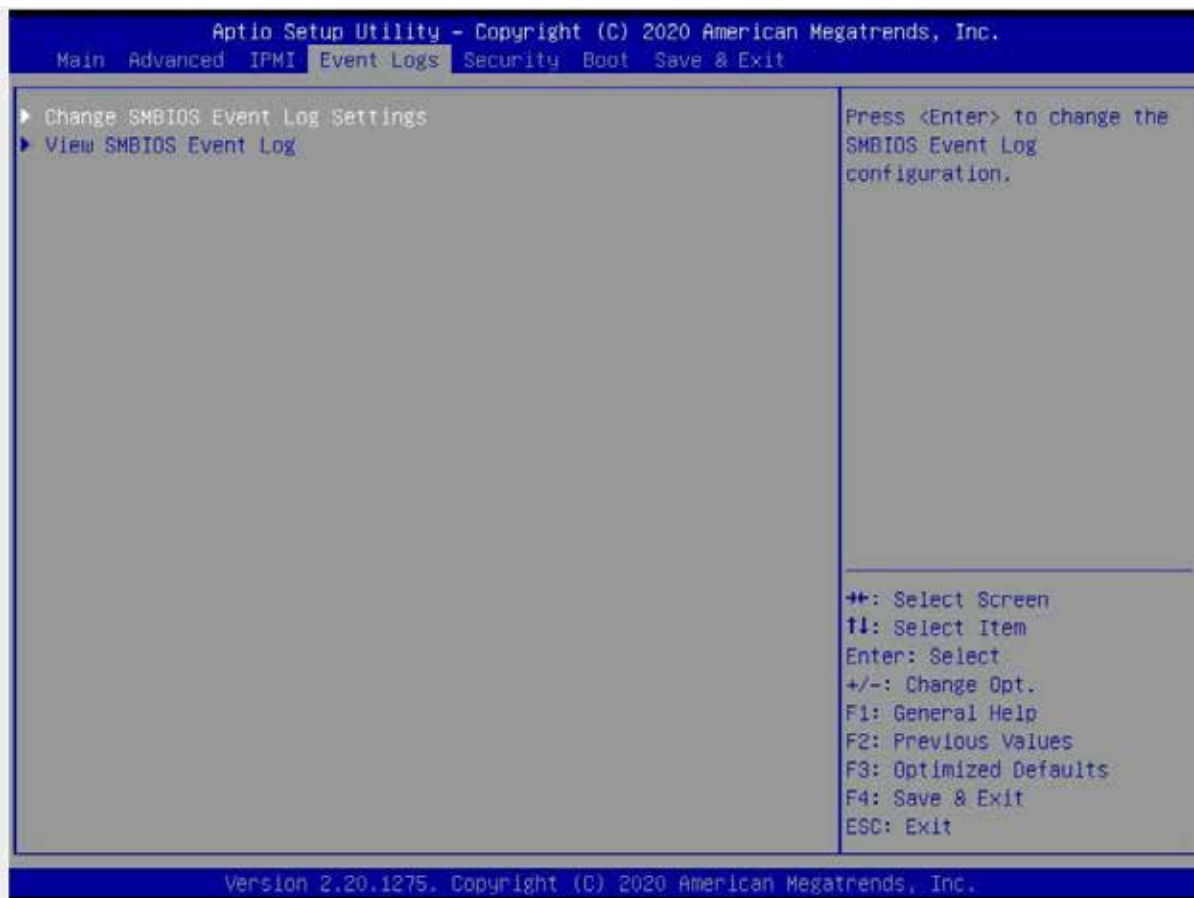 Aptio Setup Utility – Copyright (C) 2020 American Megatrends, Inc.
Main Advanced IPMI Event Logs Security Boot Save & Exit
▶ Change SMBIOS Event Log Settings
▶ View SMBIOS Event Log
Press <Enter> to change the
SMBIOS Event Log
configuration.
→←: Select Screen
↑↓: Select Item
Enter: Select
+/-: Change Opt.
F1: General Help
F2: Previous Values
F3: Optimized Defaults
F4: Save & Exit
ESC: Exit
Version 2.20.1275. Copyright (C) 2020 American Megatrends, Inc.